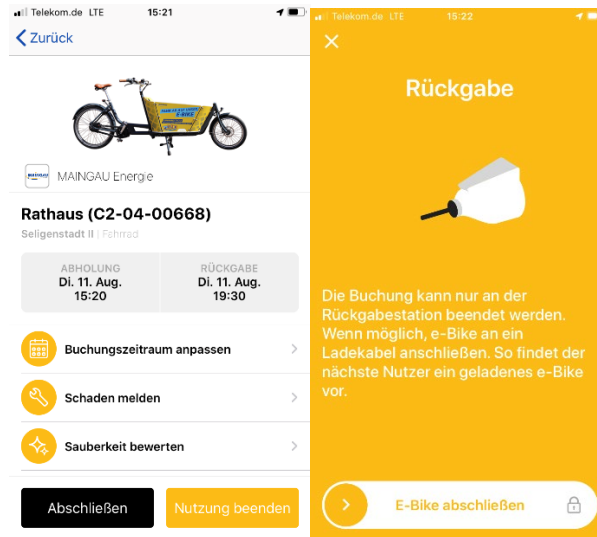 Telekom.de LTE 15:21
Zurück
MAINGAU Energie
Rathaus (C2-04-00668)
Seligenstadt II | Fahrrad
ABHOLUNG
Di. 11. Aug.
15:20
RÜCKGABE
Di. 11. Aug.
19:30
Buchungszeitraum anpassen
Schaden melden
Sauberkeit bewerten
Abschließen
Nutzung beenden
Telekom.de LTE 15:22
Rückgabe
Die Buchung kann nur an der
Rückgabestation beendet werden.
Wenn möglich, e-Bike an ein
Ladekabel anschließen. So findet der
nächste Nutzer ein geladenes e-Bike
vor.
E-Bike abschließen